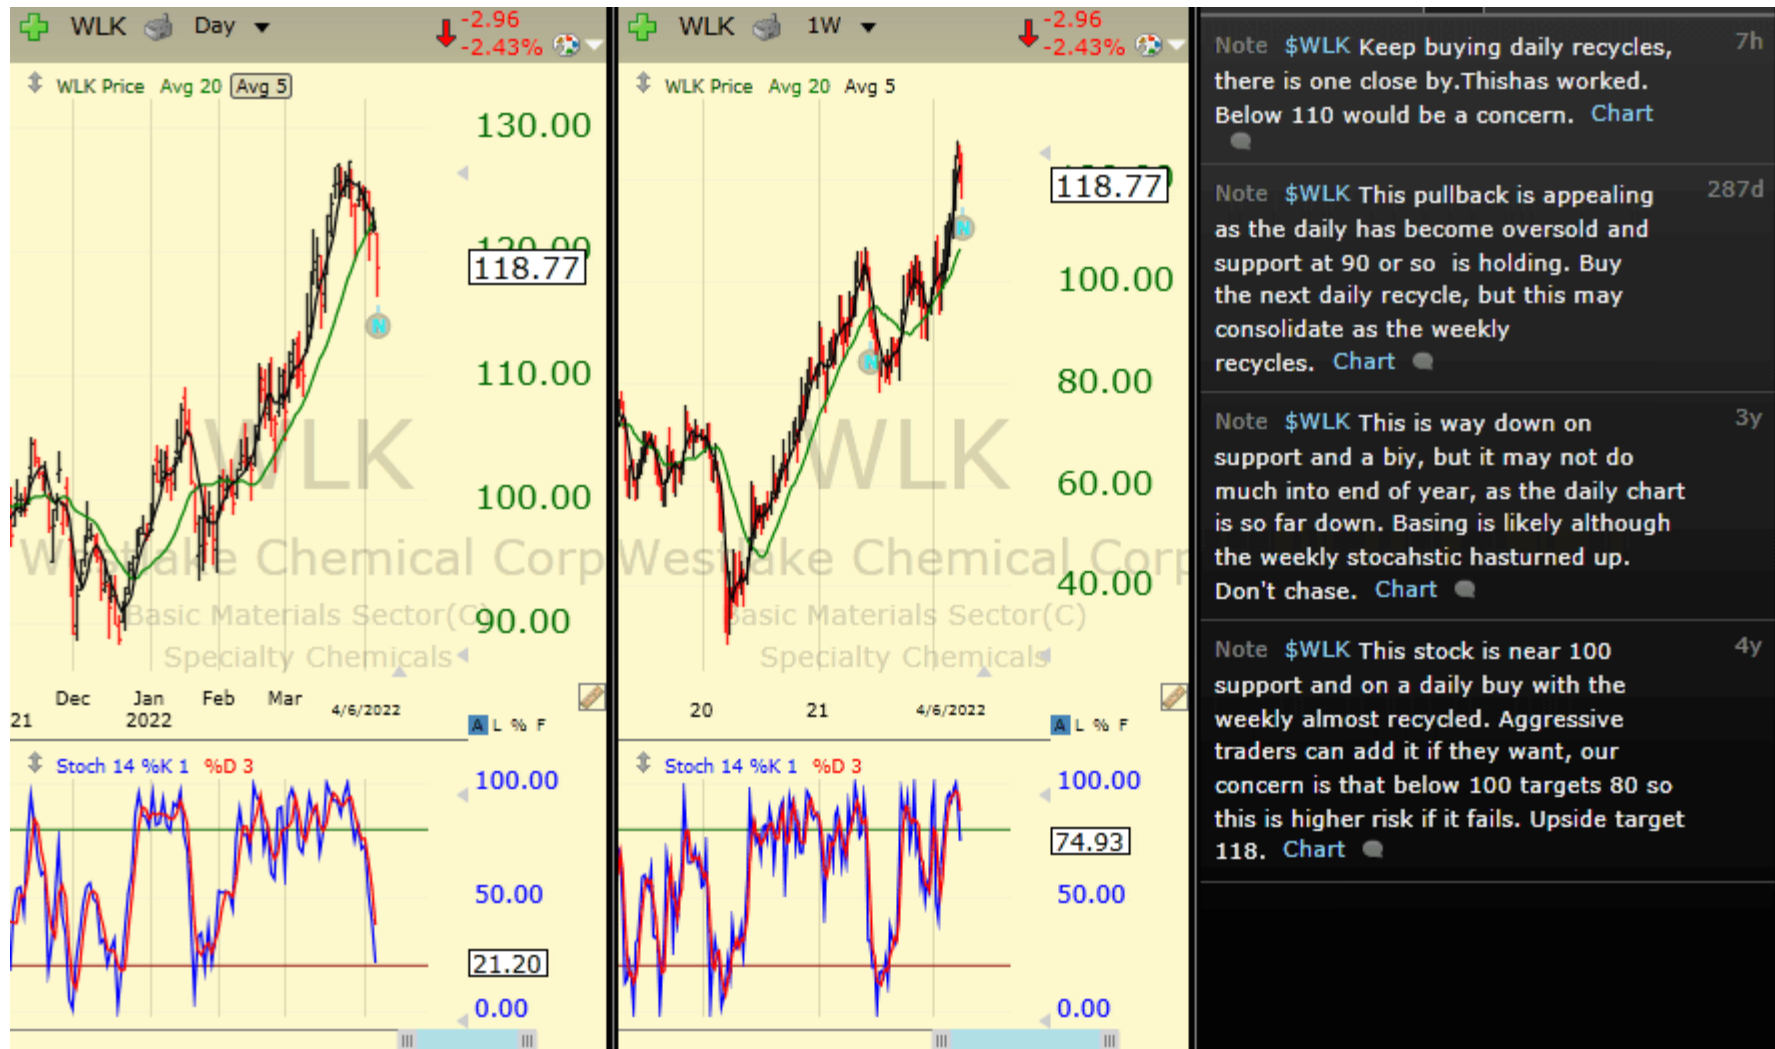 WLK Day
-2.96
-2.43%
WLK Price Avg 20 Avg 5
130.00
120.00
118.77
N
110.00
WLK
100.00
Westlake Chemical Corp
Basic Materials Sector(C)
90.00
Specialty Chemicals
Dec Jan Feb Mar 4/6/2022
21 2022
A L % F
Stoch 14 %K 1 %D 3
100.00
50.00
21.20
0.00
WLK 1W
-2.96
-2.43%
WLK Price Avg 20 Avg 5
118.77
N
100.00
N
80.00
WLK
60.00
Westlake Chemical Corp
40.00
Basic Materials Sector(C)
Specialty Chemicals
20 21 4/6/2022
A L % F
Stoch 14 %K 1 %D 3
100.00
74.93
50.00
0.00
Note $WLK Keep buying daily recycles, 7h
there is one close by.Thishas worked.
Below 110 would be a concern. Chart
Note $WLK This pullback is appealing 287d
as the daily has become oversold and
support at 90 or so is holding. Buy
the next daily recycle, but this may
consolidate as the weekly
recycles. Chart
Note $WLK This is way down on 3y
support and a biy, but it may not do
much into end of year, as the daily chart
is so far down. Basing is likely although
the weekly stocahstic hasturned up.
Don't chase. Chart
Note $WLK This stock is near 100 4y
support and on a daily buy with the
weekly almost recycled. Aggressive
traders can add it if they want, our
concern is that below 100 targets 80 so
this is higher risk if it fails. Upside target
118. Chart